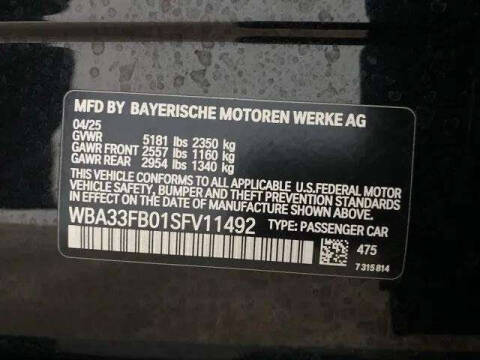 MFD BY BAYERISCHE MOTOREN WERKE AG
04/25
GVWR 5181 lbs 2350 kg
GAWR FRONT 2557 lbs 1160 kg
GAWR REAR 2954 lbs 1340 kg
THIS VEHICLE CONFORMS TO ALL APPLICABLE U.S.FEDERAL MOTOR
VEHICLE SAFETY, BUMPER AND THEFT PREVENTION STANDARDS
IN EFFECT ON THE DATE OF MANUFACTURE SHOWN ABOVE.
WBA33FB01SFV11492 TYPE: PASSENGER CAR
475
7 315 814